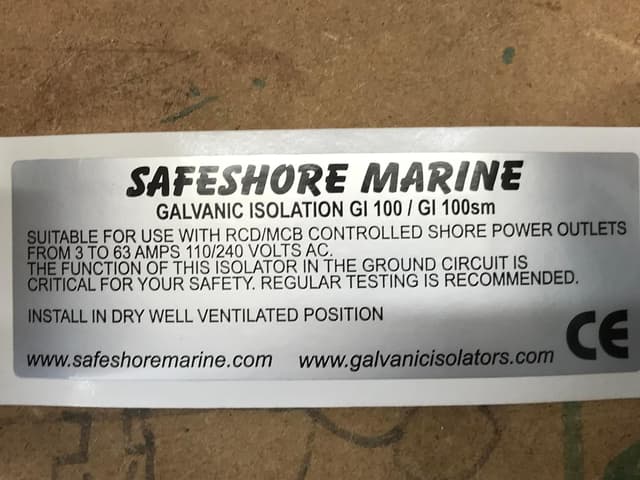 SAFESHORE MARINE
GALVANIC ISOLATION GI 100 / GI 100sm
SUITABLE FOR USE WITH RCD/MCB CONTROLLED SHORE POWER OUTLETS
FROM 3 TO 63 AMPS 110/240 VOLTS AC.
THE FUNCTION OF THIS ISOLATOR IN THE GROUND CIRCUIT IS
CRITICAL FOR YOUR SAFETY. REGULAR TESTING IS RECOMMENDED.
INSTALL IN DRY WELL VENTILATED POSITION
CE
www.safeshoremarine.com www.galvanicisolators.com